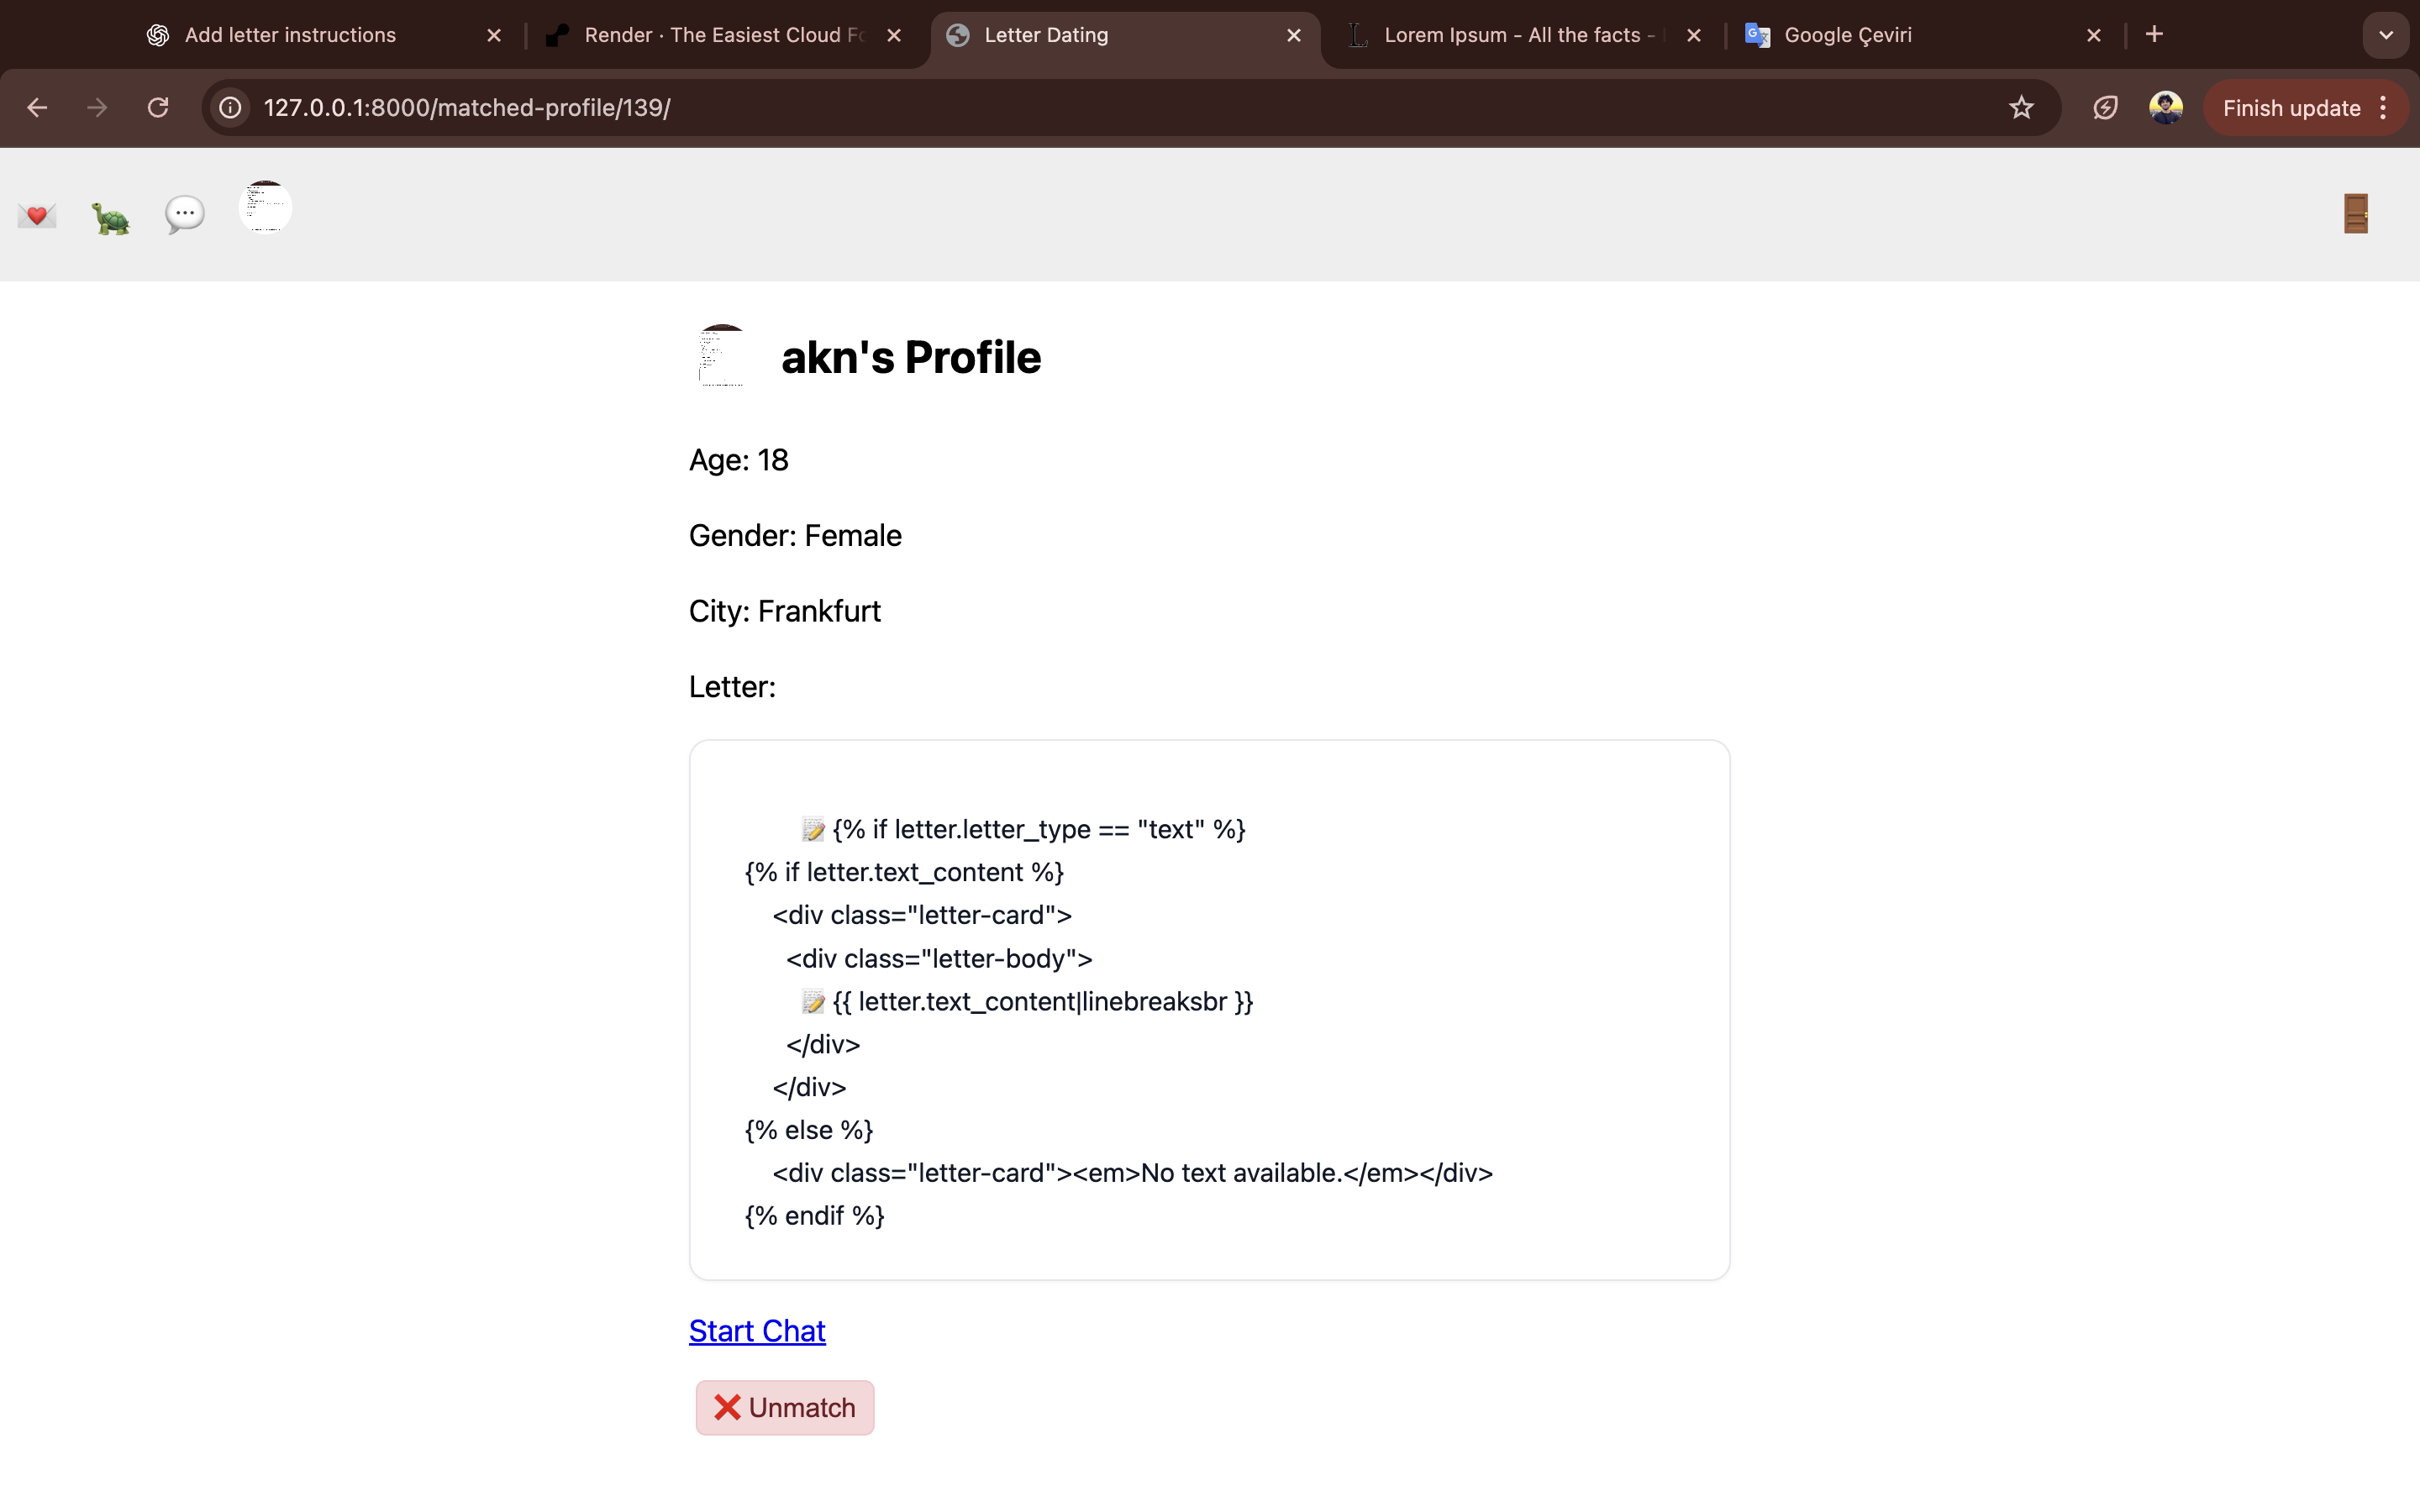 Add letter instructions
Render · The Easiest Cloud Fo
Letter Dating
Lorem Ipsum - All the facts -
Google Çeviri
127.0.0.1:8000/matched-profile/139/
Finish update
akn's Profile
Age: 18
Gender: Female
City: Frankfurt
Letter:
📝 {% if letter.letter_type == "text" %}
{% if letter.text_content %}
<div class="letter-card">
<div class="letter-body">
📝 {{ letter.text_content|linebreaksbr }}
</div>
</div>
{% else %}
<div class="letter-card"><em>No text available.</em></div>
{% endif %}
Start Chat
❌ Unmatch